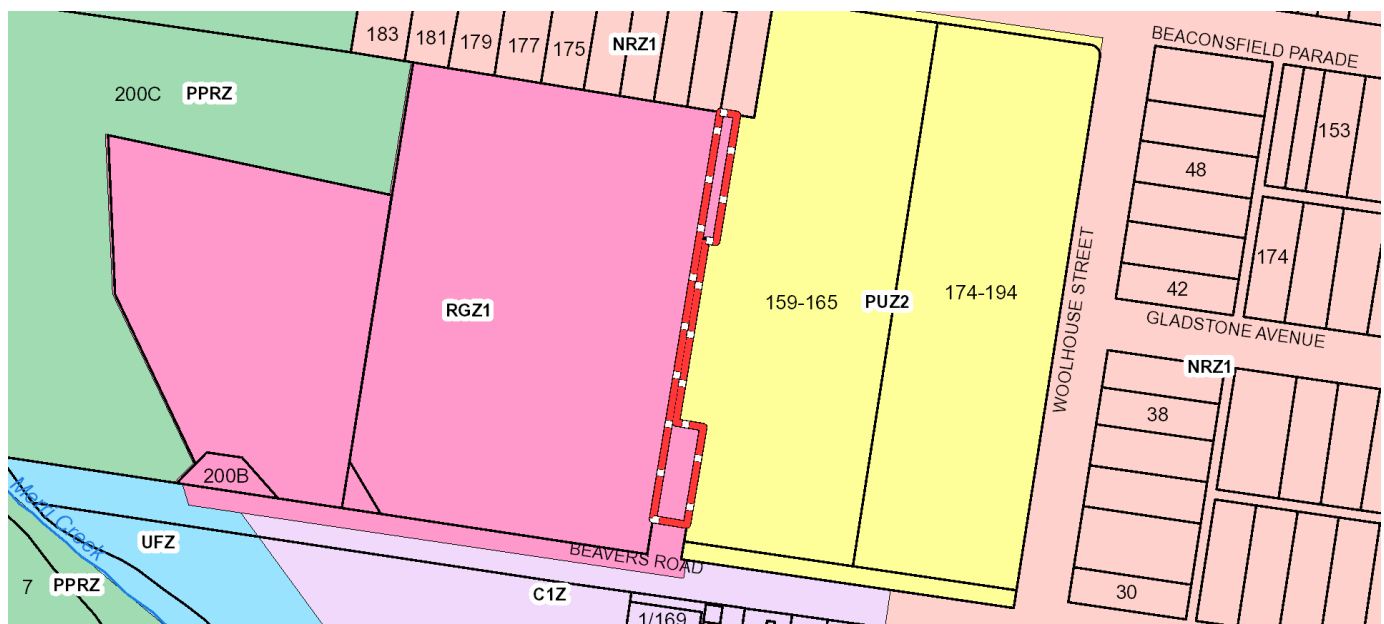 183
181
179
177
175
NRZ1
BEACONSFIELD PARADE
200C
PPRZ
153
48
174
42
GLADSTONE AVENUE
WOOLHOUSE STREET
RGZ1
159-165
PUZ2
174-194
NRZ1
38
30
200B
Merri Creek
UFZ
BEAVERS ROAD
7
PPRZ
C1Z
1/169